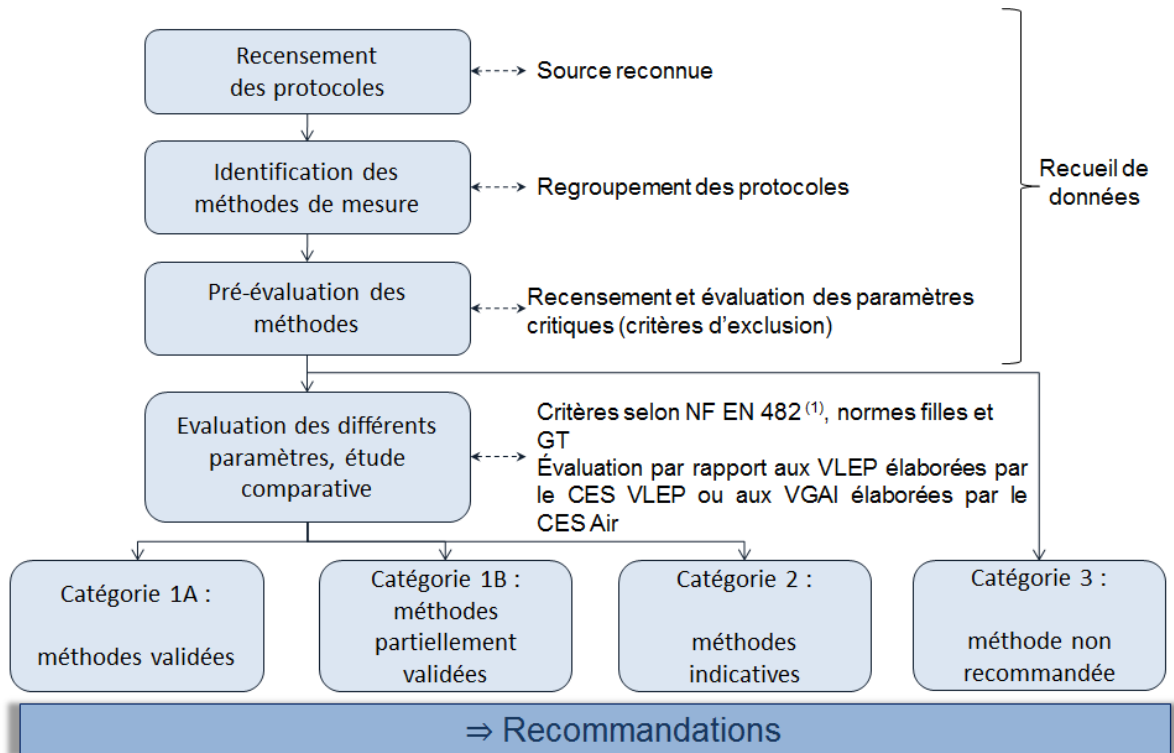 Recensement
des protocoles
Source reconnue
Identification des
méthodes de mesure
Regroupement des protocoles
Recueil de
données
Pré-évaluation des
méthodes
Recensement et évaluation des paramètres
critiques (critères d'exclusion)
Evaluation des différents
paramètres, étude
comparative
Critères selon NF EN 482 (1), normes filles et
GT
Évaluation par rapport aux VLEP élaborées par
le CES VLEP ou aux VGAI élaborées par le
CES Air
Catégorie 1A :
méthodes validées
Catégorie 1B :
méthodes
partiellement
validées
Catégorie 2 :
méthodes
indicatives
Catégorie 3 :
méthode non
recommandée
⇒ Recommandations